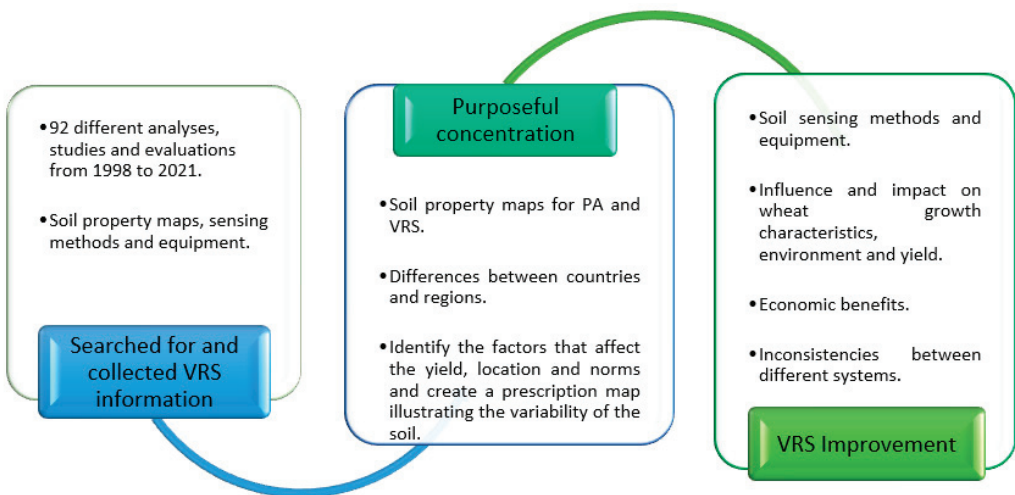 •92 different analyses,
studies and evaluations
from 1998 to 2021.
•Soil property maps, sensing
methods and equipment.
Searched for and
collected VRS
information
Purposeful
concentration
•Soil property maps for PA and
VRS.
•Differences between countries
and regions.
•Identify the factors that affect
the yield, location and norms
and create a prescription map
illustrating the variability of the
soil.
•Soil sensing methods and
equipment.
•Influence and impact on
wheat growth
characteristics,
environment and yield.
•Economic benefits.
•Inconsistencies between
different systems.
VRS Improvement